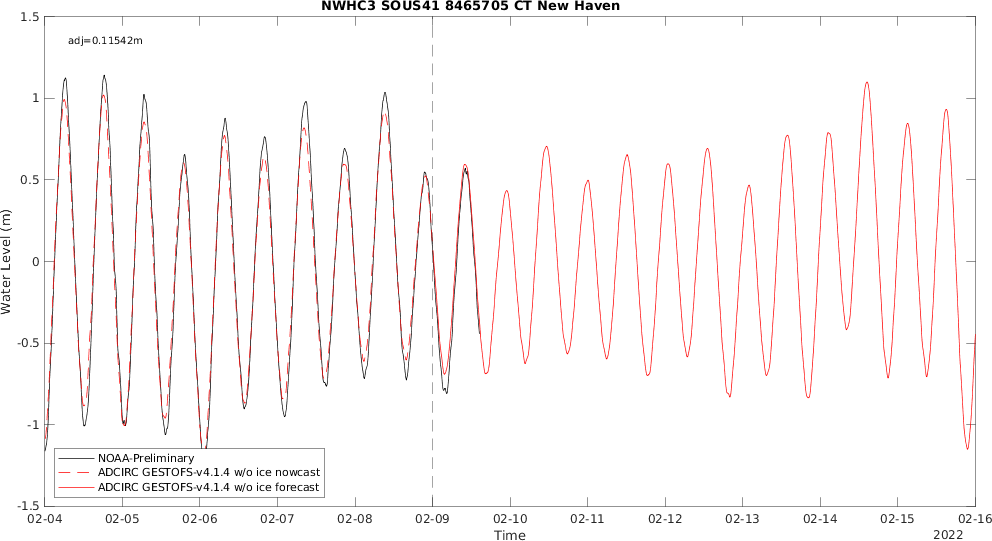 NWHC3 SOUS41 8465705 CT New Haven
adj=0.11542m
1.5
1
0.5
0
-0.5
-1
-1.5
Water Level (m)
NOAA-Preliminary
ADCIRC GESTOFS-v4.1.4 w/o ice nowcast
ADCIRC GESTOFS-v4.1.4 w/o ice forecast
02-04 02-05 02-06 02-07 02-08 02-09 02-10 02-11 02-12 02-13 02-14 02-15 02-16
Time
2022